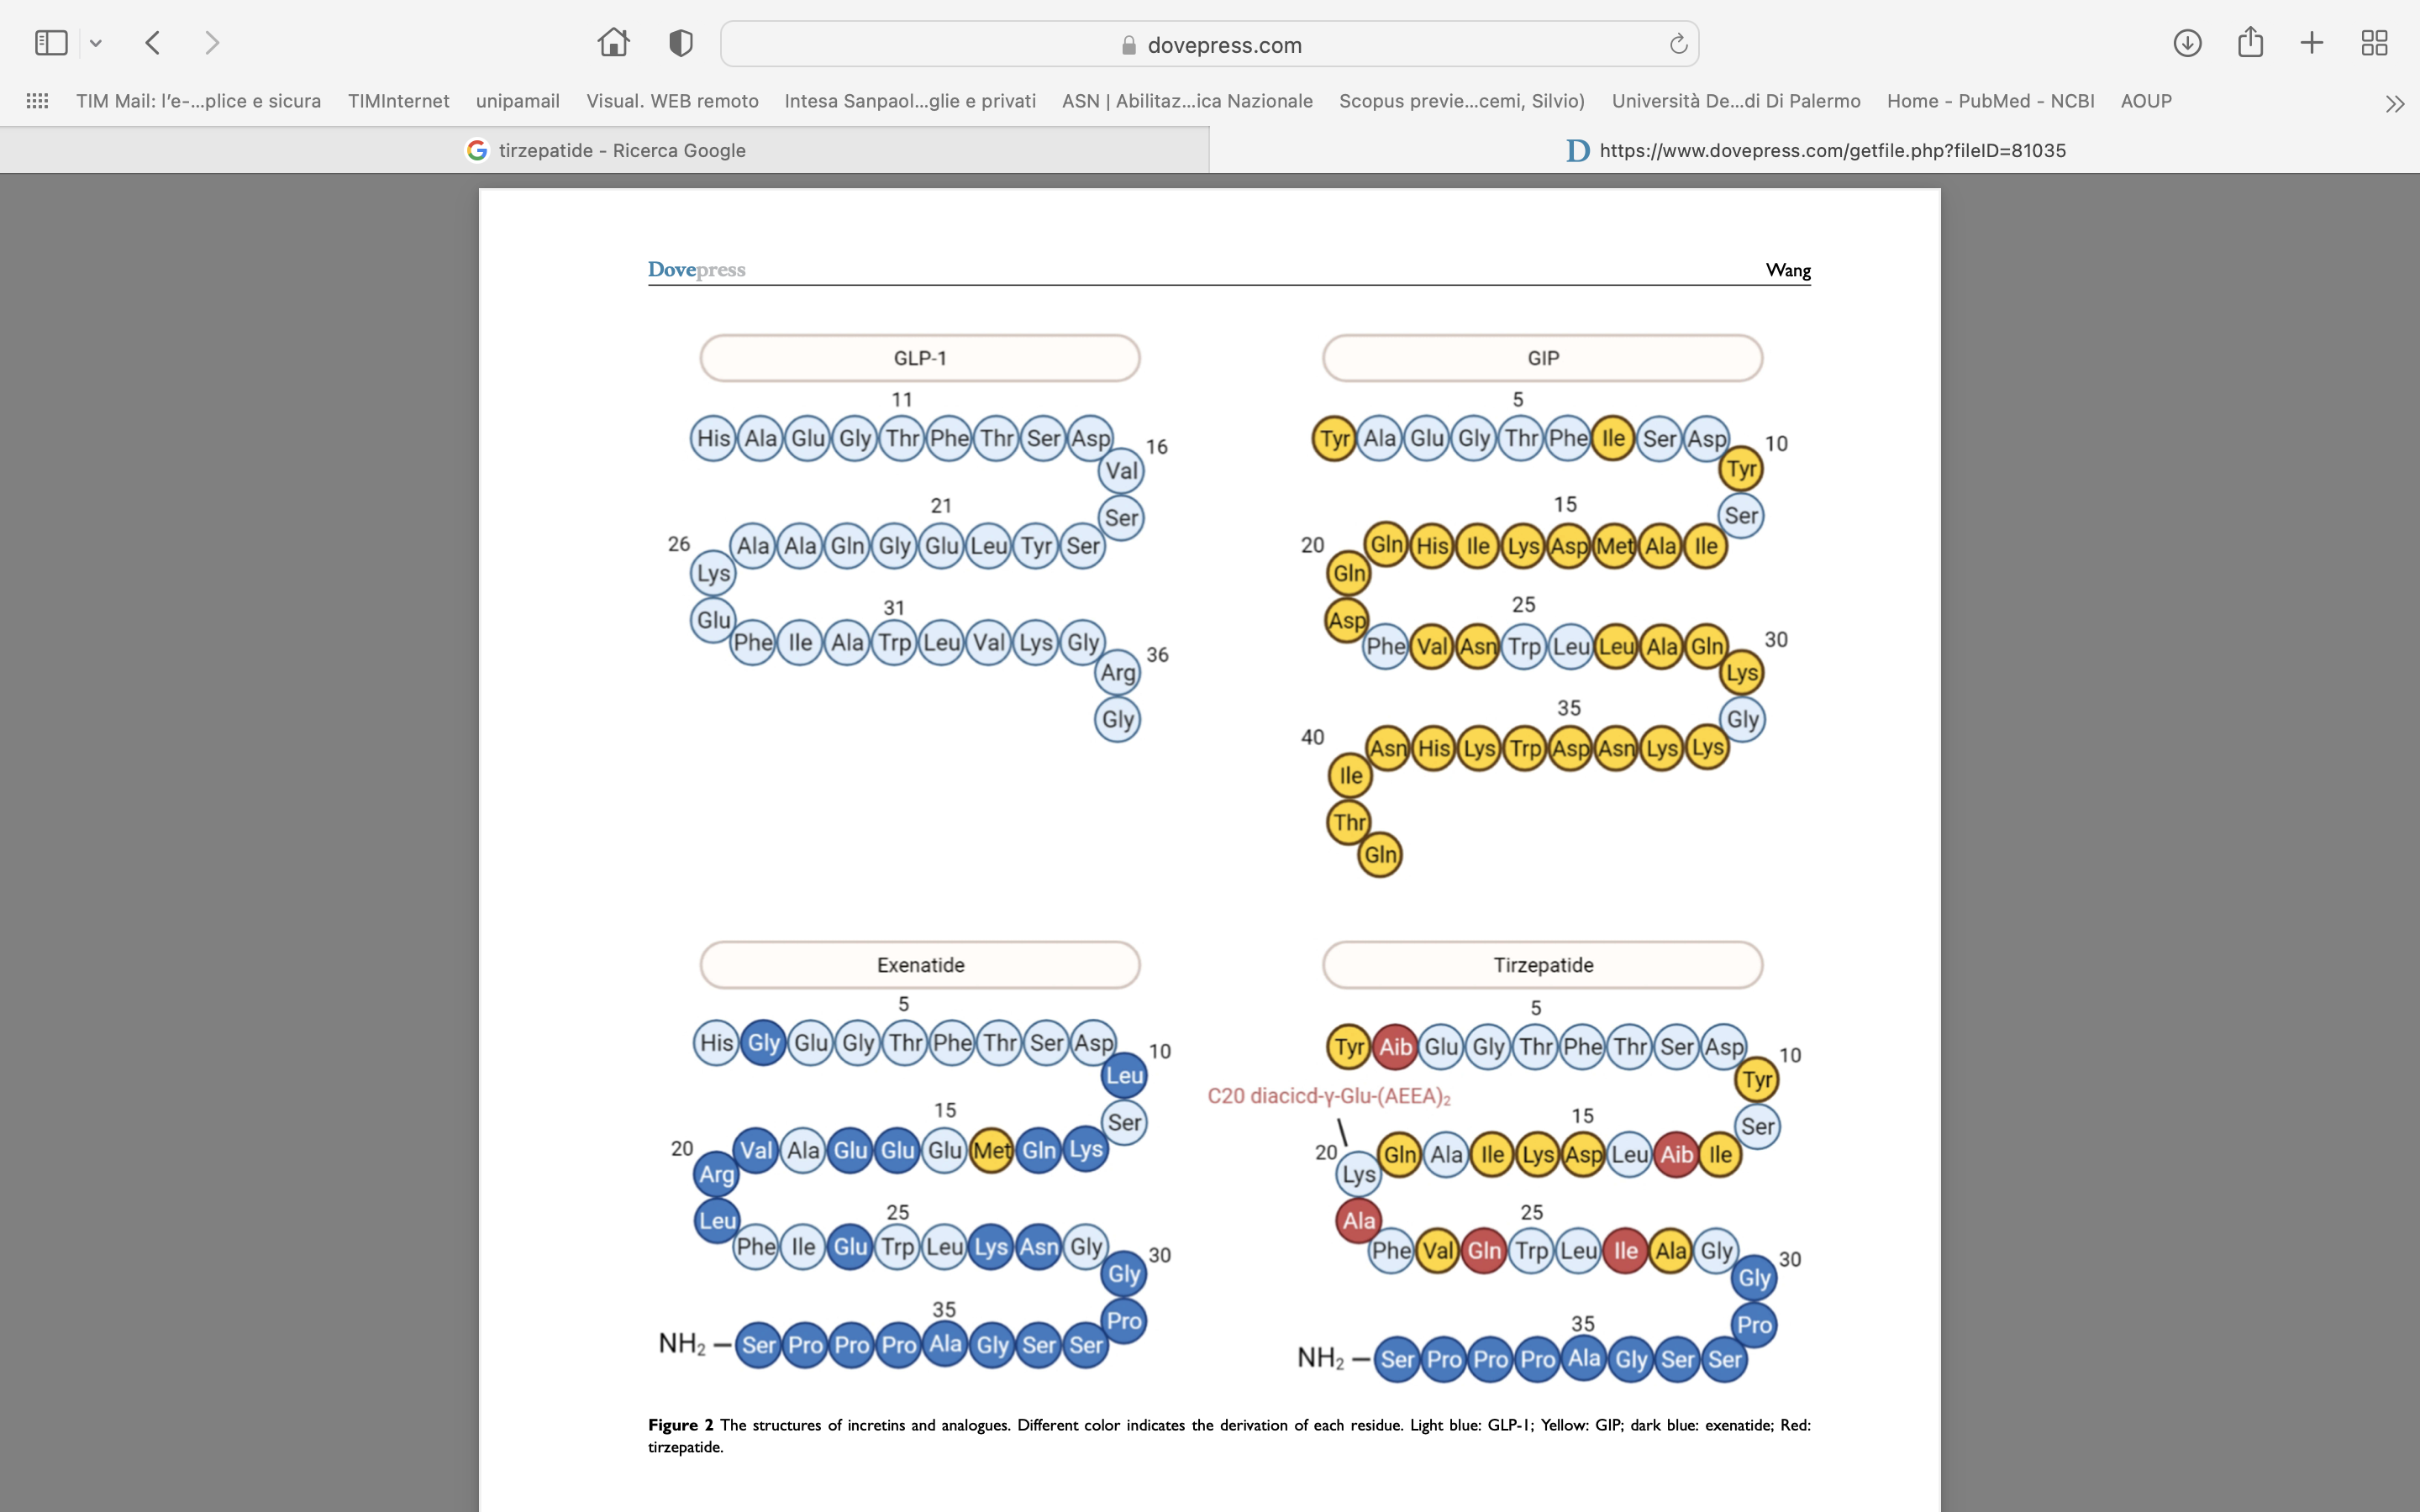 dovepress.com
TIM Mail: l'e-...plice e sicura TIMInternet unipamail Visual. WEB remoto Intesa Sanpaol...glie e privati ASN | Abilitaz...ica Nazionale Scopus previe...cemi, Silvio) Università De...di Di Palermo Home - PubMed - NCBI AOUP
tirzepatide - Ricerca Google
D https://www.dovepress.com/getfile.php?fileID=81035
Dovepress Wang
GLP-1
11
His Ala Glu Gly Thr Phe Thr Ser Asp
16
Val
Ser
21
Ala Ala Gln Gly Glu Leu Tyr Ser
26
Lys
Glu
31
Phe Ile Ala Trp Leu Val Lys Gly
36
Arg
Gly
GIP
5
Tyr Ala Glu Gly Thr Phe Ile Ser Asp
10
Tyr
Ser
15
Gln His Ile Lys Asp Met Ala Ile
20
Gln
Asp
25
Phe Val Asn Trp Leu Leu Ala Gln
30
Lys
Gly
35
Asn His Lys Trp Asp Asn Lys Lys
40
Ile
Thr
Gln
Exenatide
5
His Gly Glu Gly Thr Phe Thr Ser Asp
10
Leu
Ser
15
Val Ala Glu Glu Glu Met Gln Lys
20
Arg
Leu
25
Phe Ile Glu Trp Leu Lys Asn Gly
30
Gly
Pro
35
NH₂ – Ser Pro Pro Pro Ala Gly Ser Ser
Tirzepatide
5
Tyr Aib Glu Gly Thr Phe Thr Ser Asp
10
Tyr
Ser
C20 diacicd-γ-Glu-(AEEA)₂
15
Gln Ala Ile Lys Asp Leu Aib Ile
20
Lys
Ala
25
Phe Val Gln Trp Leu Ile Ala Gly
30
Gly
Pro
35
NH₂ – Ser Pro Pro Pro Ala Gly Ser Ser
Figure 2 The structures of incretins and analogues. Different color indicates the derivation of each residue. Light blue: GLP-1; Yellow: GIP; dark blue: exenatide; Red:
tirzepatide.